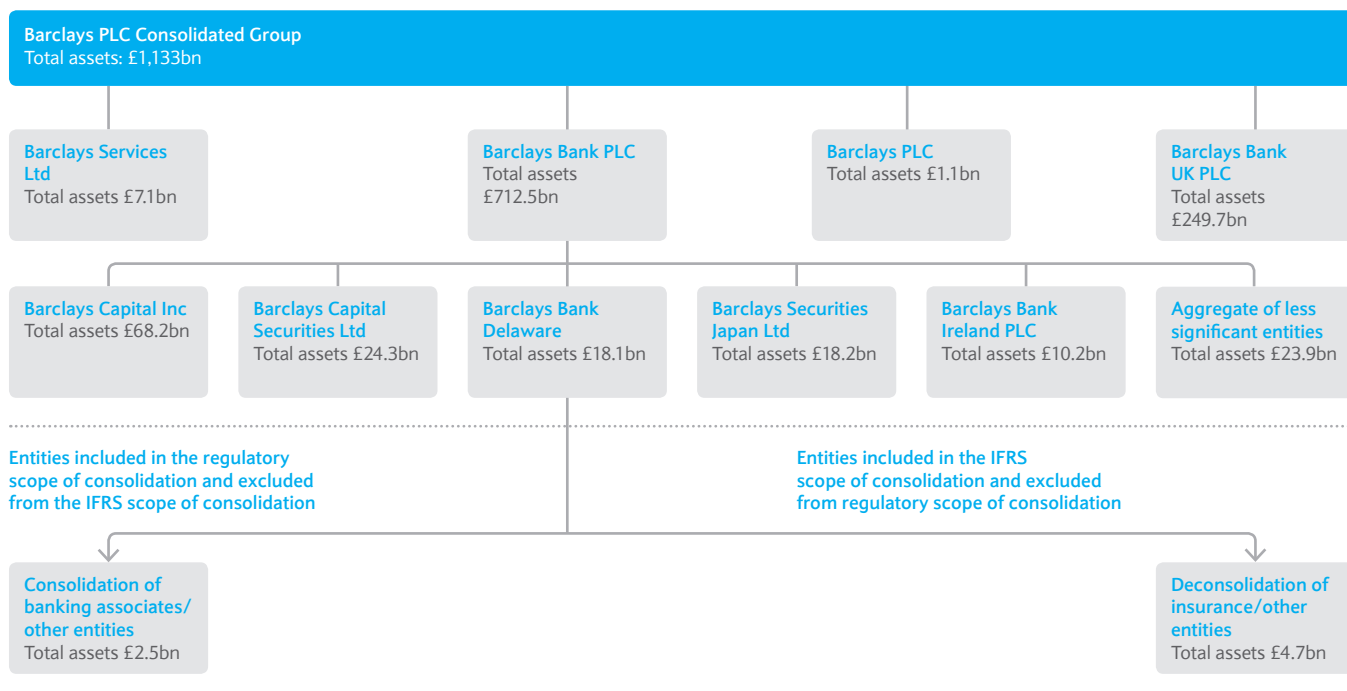 Barclays PLC Consolidated Group
Total assets: £1,133bn
Barclays Services
Ltd
Total assets £7.1bn
Barclays Bank PLC
Total assets
£712.5bn
Barclays PLC
Total assets £1.1bn
Barclays Bank
UK PLC
Total assets
£249.7bn
Barclays Capital Inc
Total assets £68.2bn
Barclays Capital
Securities Ltd
Total assets £24.3bn
Barclays Bank
Delaware
Total assets £18.1bn
Barclays Securities
Japan Ltd
Total assets £18.2bn
Barclays Bank
Ireland PLC
Total assets £10.2bn
Aggregate of less
significant entities
Total assets £23.9bn
Entities included in the regulatory
scope of consolidation and excluded
from the IFRS scope of consolidation
Entities included in the IFRS
scope of consolidation and excluded
from regulatory scope of consolidation
Consolidation of
banking associates/
other entities
Total assets £2.5bn
Deconsolidation of
insurance/other
entities
Total assets £4.7bn